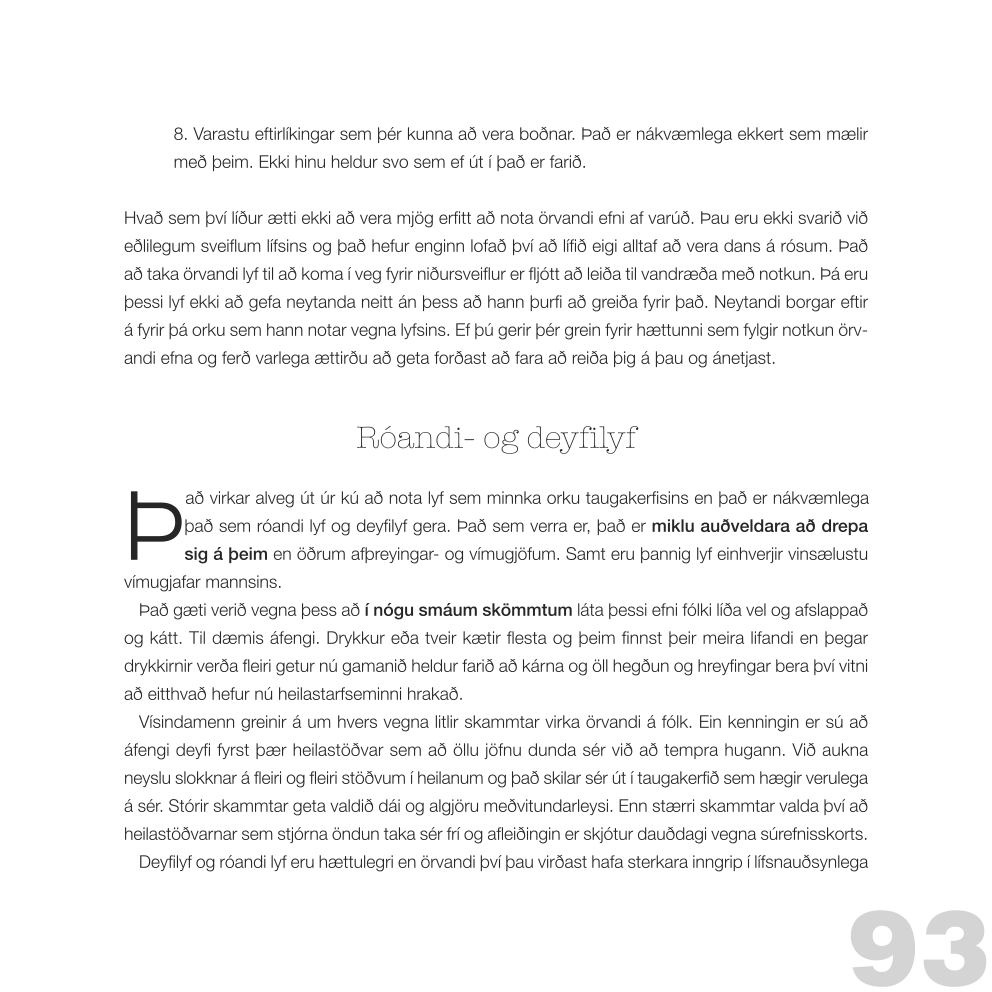 8. Varastu eftirlíkingar sem þér kunna að vera boðnar. Það er nákvæmlega ekkert sem mælir
með þeim. Ekki hinu heldur svo sem ef út í það er farið.
Hvað sem því líður ætti ekki að vera mjög erfitt að nota örvandi efni af varúð. Þau eru ekki svarið við
eðlilegum sveiflum lífsins og það hefur enginn lofað því að lífið eigi alltaf að vera dans á rósum. Það
að taka örvandi lyf til að koma í veg fyrir niðursveiflur er fljótt að leiða til vandræða með notkun. Þá eru
þessi lyf ekki að gefa neytanda neitt án þess að hann þurfi að greiða fyrir það. Neytandi borgar eftir
á fyrir þá orku sem hann notar vegna lyfsins. Ef þú gerir þér grein fyrir hættunni sem fylgir notkun örv-
andi efna og ferð varlega ættirðu að geta forðast að fara að reiða þig á þau og ánetjast.
Róandi- og deyfilyf
Það virkar alveg út úr kú að nota lyf sem minnka orku taugakerfisins en það er nákvæmlega
það sem róandi lyf og deyfilyf gera. Það sem verra er, það er miklu auðveldara að drepa
sig á þeim en öðrum afþreyingar- og vímugjöfum. Samt eru þannig lyf einhverjir vinsælustu
vímugjafar mannsins.
Það gæti verið vegna þess að í nógu smáum skömmtum láta þessi efni fólki líða vel og afslappað
og kátt. Til dæmis áfengi. Drykkur eða tveir kætir flesta og þeim finnst þeir meira lifandi en þegar
drykkirnir verða fleiri getur nú gamanið heldur farið að kárna og öll hegðun og hreyfingar bera því vitni
að eitthvað hefur nú heilastarfseminni hrakað.
Vísindamenn greinir á um hvers vegna litlir skammtar virka örvandi á fólk. Ein kenningin er sú að
áfengi deyfi fyrst þær heilastöðvar sem að öllu jöfnu dunda sér við að tempra hugann. Við aukna
neyslu slokknar á fleiri og fleiri stöðvum í heilanum og það skilar sér út í taugakerfið sem hægir verulega
á sér. Stórir skammtar geta valdið dái og algjöru meðvitundarleysi. Enn stærri skammtar valda því að
heilastöðvarnar sem stjórna öndun taka sér frí og afleiðingin er skjótur dauðdagi vegna súrefnisskorts.
Deyfilyf og róandi lyf eru hættulegri en örvandi því þau virðast hafa sterkara inngrip í lífsnauðsynlega
93